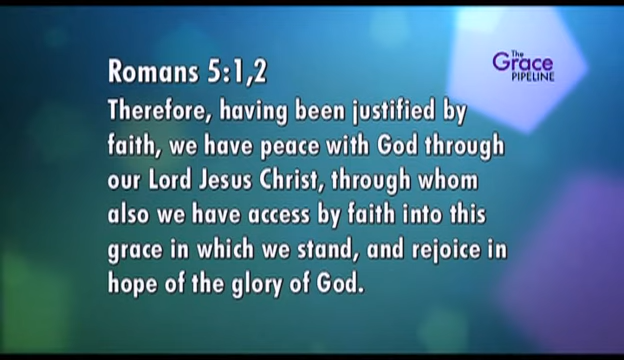 The
Grace
PIPELINE
Romans 5:1,2
Therefore, having been justified by
faith, we have peace with God through
our Lord Jesus Christ, through whom
also we have access by faith into this
grace in which we stand, and rejoice in
hope of the glory of God.